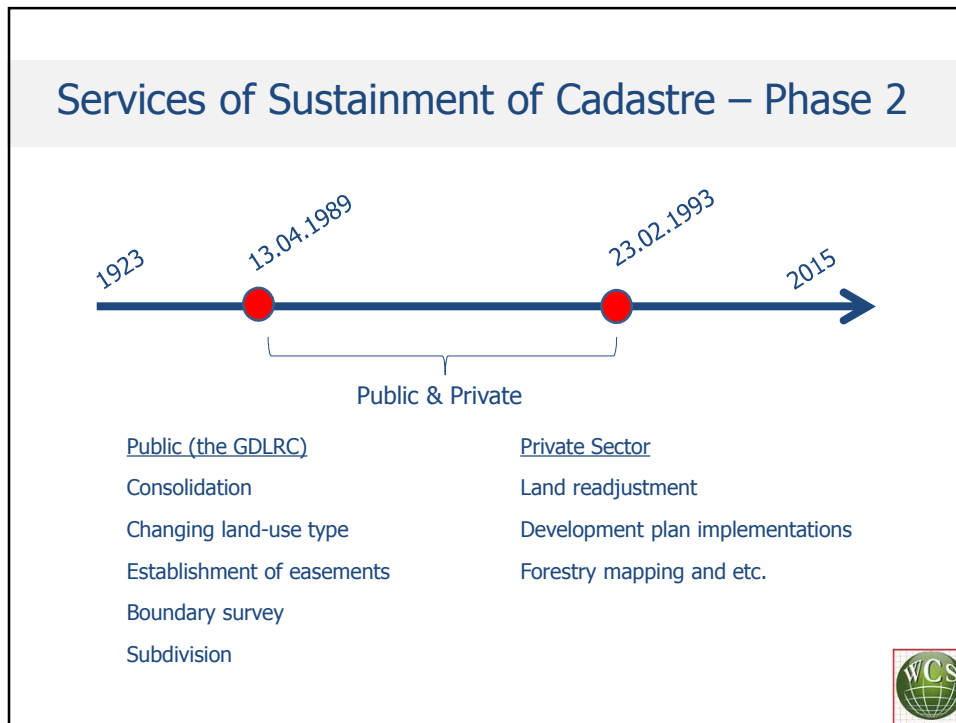 Services of Sustainment of Cadastre – Phase 2
1923
13.04.1989
23.02.1993
2015
Public & Private
Public (the GDLRC)
Consolidation
Changing land-use type
Establishment of easements
Boundary survey
Subdivision
Private Sector
Land readjustment
Development plan implementations
Forestry mapping and etc.
WCS